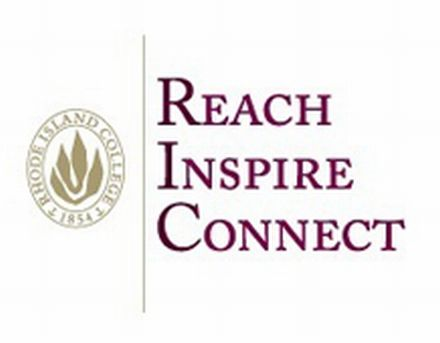 RHODE ISLAND COLLEGE
1854
REACH
INSPIRE
CONNECT